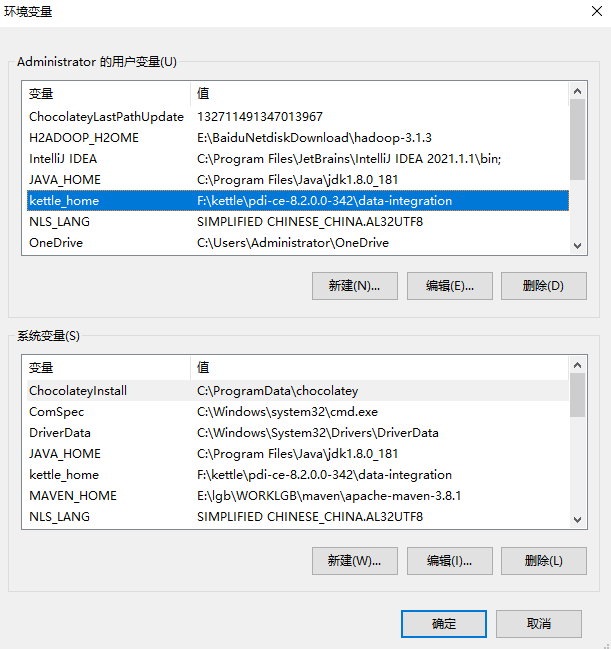 环境变量
Administrator 的用户变量(U)
变量 值
ChocolateyLastPathUpdate 132711491347013967
H2ADOOP_H2OME E:\BaiduNetdiskDownload\hadoop-3.1.3
IntelliJ IDEA C:\Program Files\JetBrains\IntelliJ IDEA 2021.1.1\bin;
JAVA_HOME C:\Program Files\Java\jdk1.8.0_181
kettle_home F:\kettle\pdi-ce-8.2.0.0-342\data-integration
NLS_LANG SIMPLIFIED CHINESE_CHINA.AL32UTF8
OneDrive C:\Users\Administrator\OneDrive
新建(N)... 编辑(E)... 删除(D)
系统变量(S)
变量 值
ChocolateyInstall C:\ProgramData\chocolatey
ComSpec C:\Windows\system32\cmd.exe
DriverData C:\Windows\System32\Drivers\DriverData
JAVA_HOME C:\Program Files\Java\jdk1.8.0_181
kettle_home F:\kettle\pdi-ce-8.2.0.0-342\data-integration
MAVEN_HOME E:\lgb\WORKLGB\maven\apache-maven-3.8.1
NLS_LANG SIMPLIFIED CHINESE_CHINA.AL32UTF8
新建(W)... 编辑(I)... 删除(L)
确定 取消